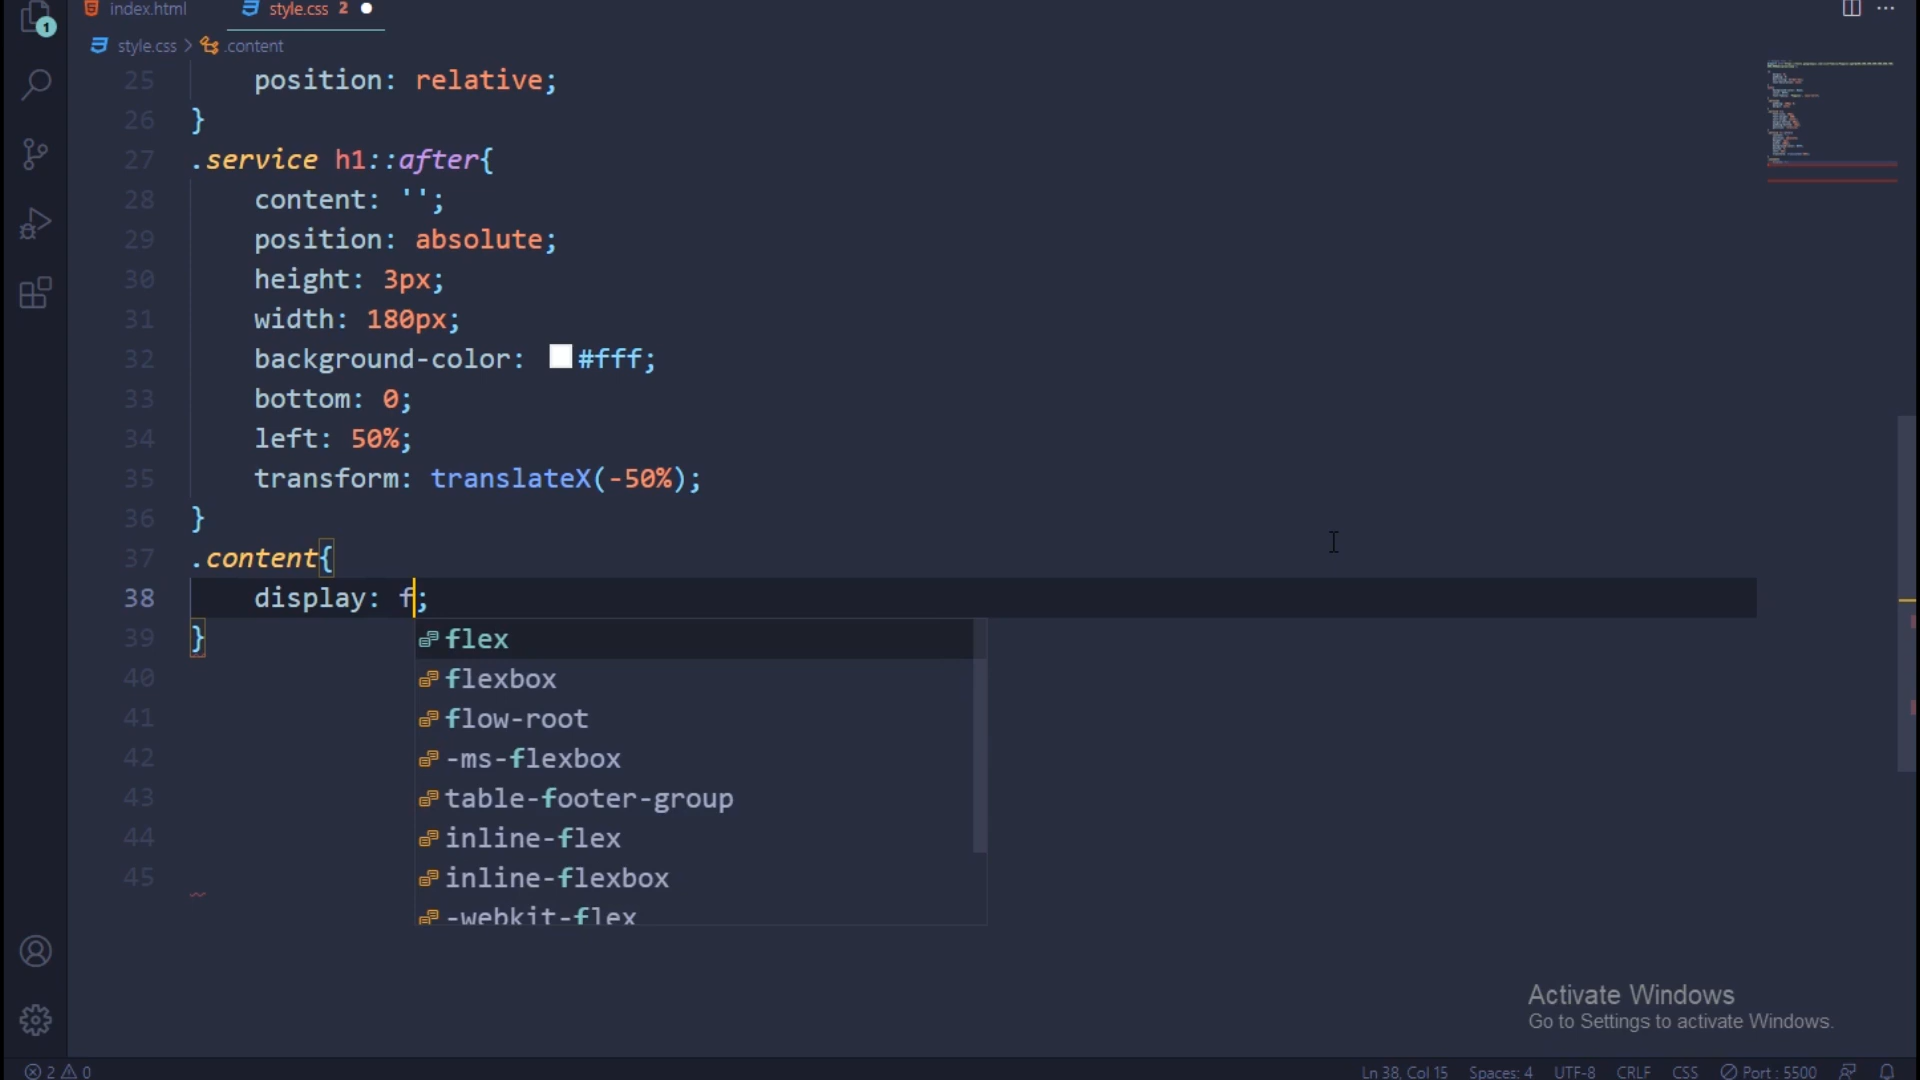 index.html
style.css 2
style.css > .content
1
25 position: relative;
26 }
27 .service h1::after{
28 content: '';
29 position: absolute;
30 height: 3px;
31 width: 180px;
32 background-color: #fff;
33 bottom: 0;
34 left: 50%;
35 transform: translateX(-50%);
36 }
37 .content{
38 display: f;
39 }
flex
40
flexbox
41
flow-root
42
-ms-flexbox
43
table-footer-group
44
inline-flex
45
inline-flexbox
-webkit-flex
Activate Windows
Go to Settings to activate Windows.
2 0
Ln 38, Col 15 Spaces: 4 UTF-8 CRLF CSS Port : 5500